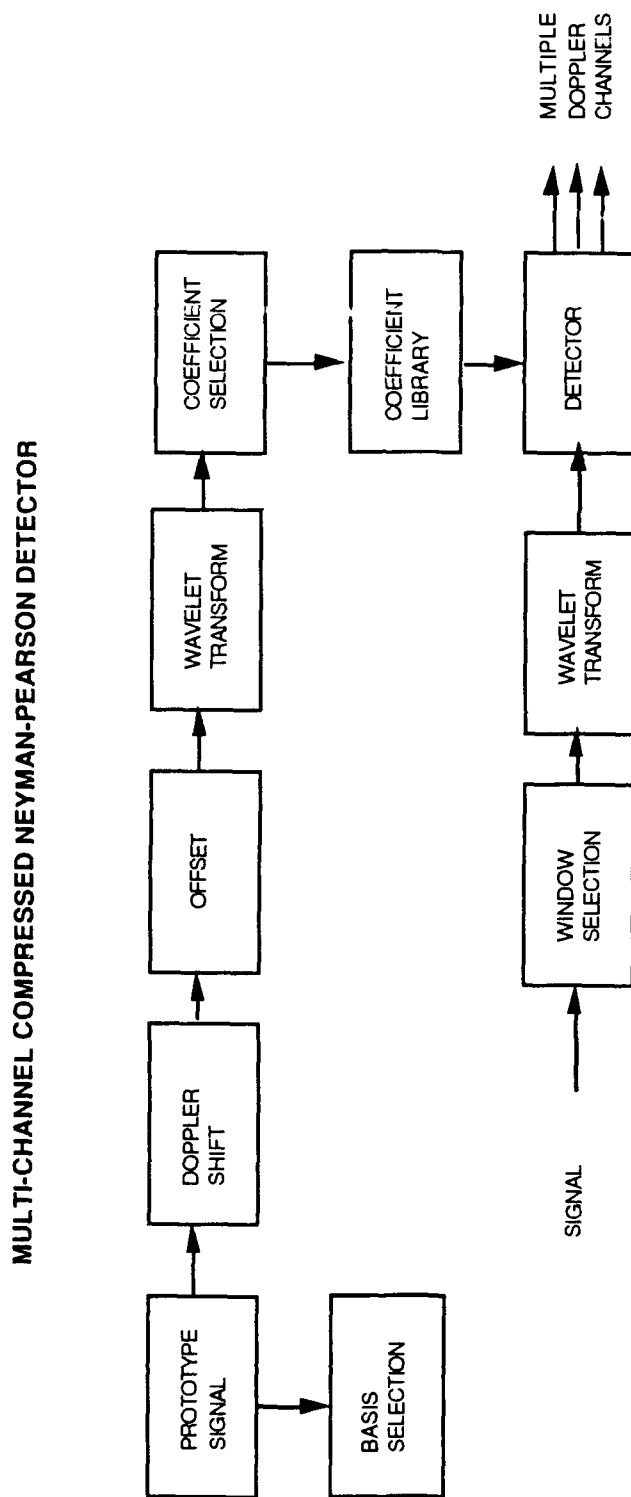 MULTI-CHANNEL COMPRESSED NEYMAN-PEARSON DETECTOR
PROTOTYPE
SIGNAL
DOPPLER
SHIFT
OFFSET
WAVELET
TRANSFORM
COEFFICIENT
SELECTION
BASIS
SELECTION
COEFFICIENT
LIBRARY
SIGNAL
WINDOW
SELECTION
WAVELET
TRANSFORM
DETECTOR
MULTIPLE
DOPPLER
CHANNELS